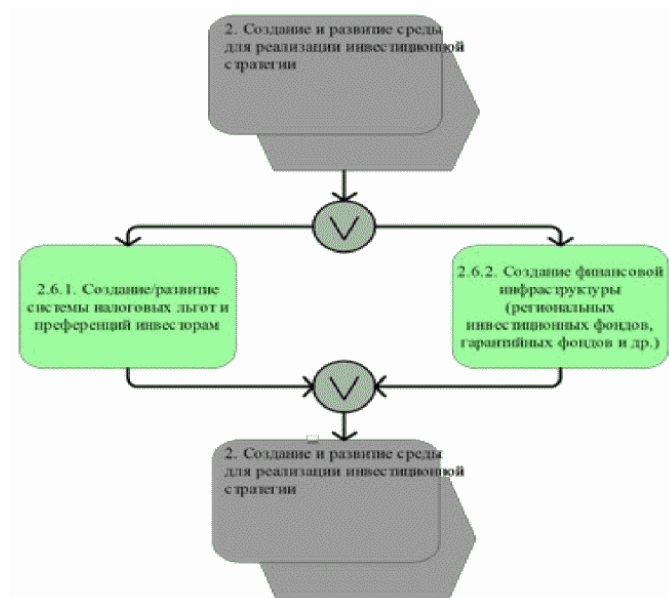 2. Создание и развитие среды
для реализации инвестиционной
стратегии
2.6.1. Создание/развитие
системы налоговых льгот и
преференций инвесторам
2.6.2. Создание финансовой
инфраструктуры
(региональных
инвестиционных фондов,
гарантийных фондов и др.)
2. Создание и развитие среды
для реализации инвестиционной
стратегии